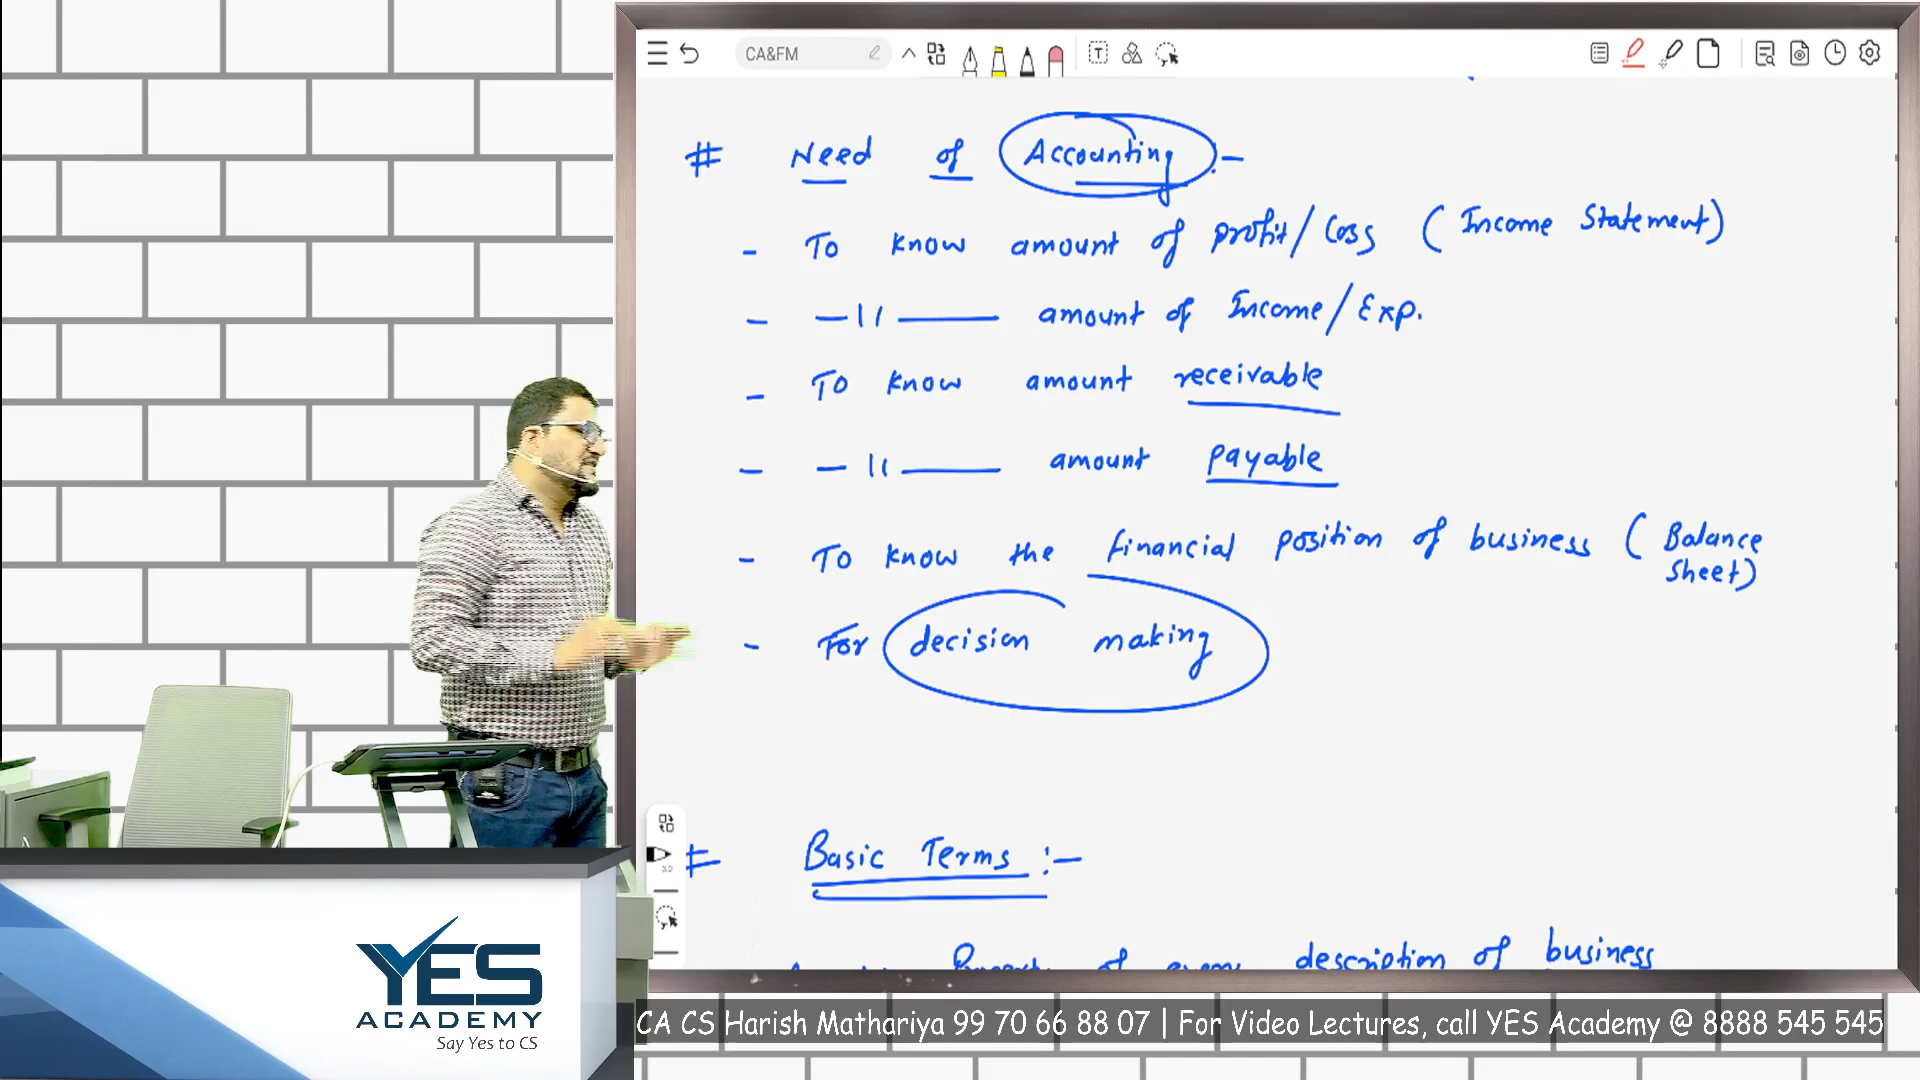 CA&FM
# Need of Accounting :-
- To know amount of profit/Loss (Income Statement)
- —11—— amount of Income/Exp.
- To know amount receivable
- —11—— amount payable
- To know the financial position of business (Balance
Sheet)
- For decision making
# Basic Terms :-
description of business
YES
ACADEMY
Say Yes to CS
CA CS Harish Mathariya 99 70 66 88 07 | For Video Lectures, call YES Academy @ 8888 545 545